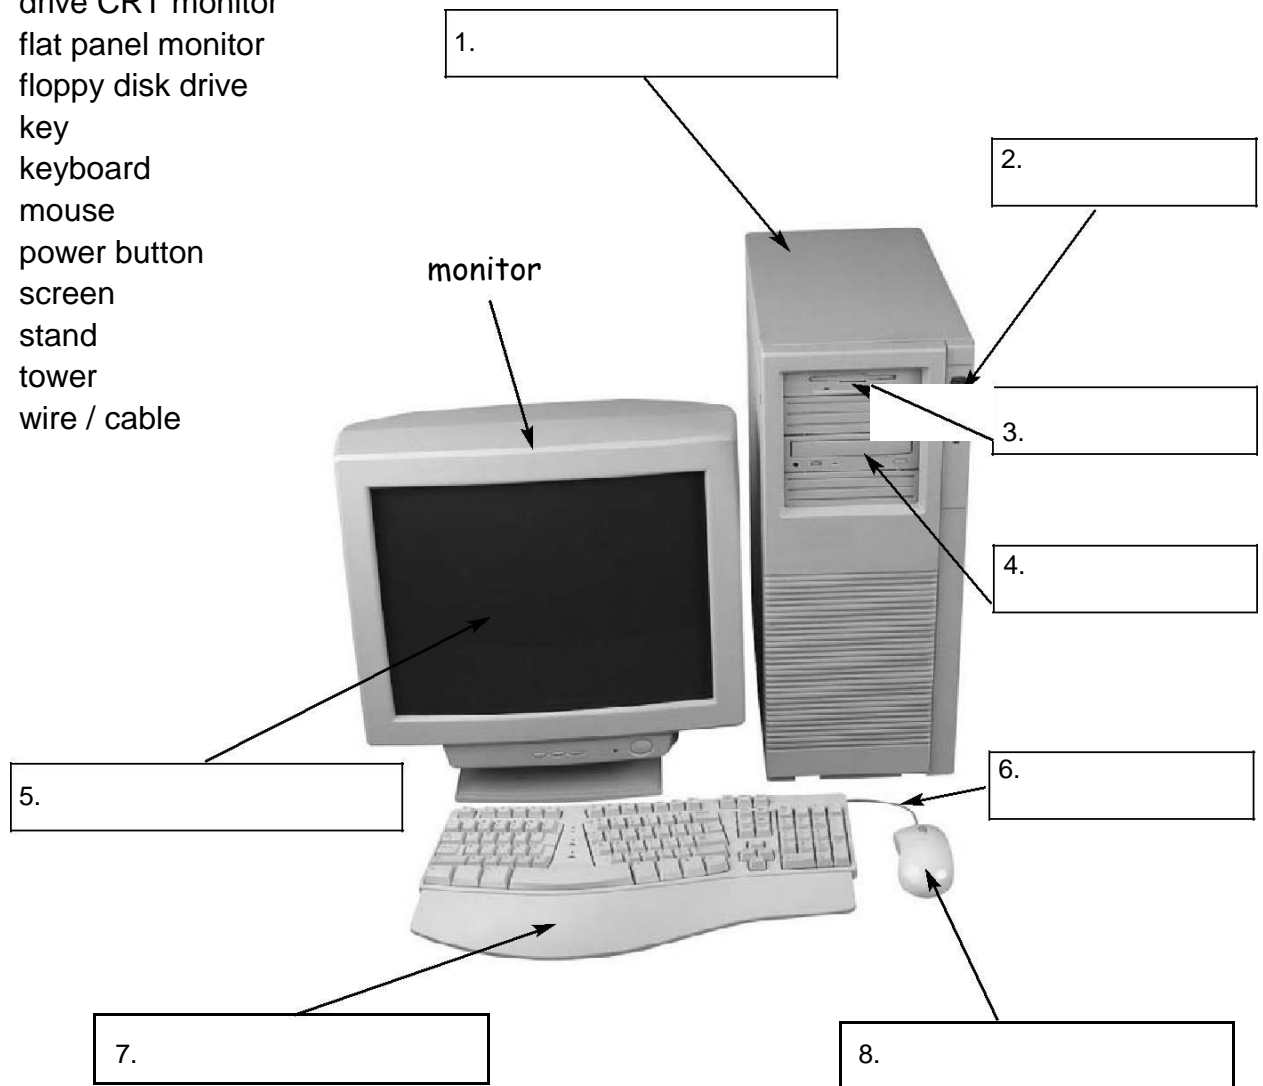 drive CRT monitor
flat panel monitor
floppy disk drive
key
keyboard
mouse
power button
screen
stand
tower
wire / cable
1.
2.
monitor
3.
4.
5.
6.
7.
8.